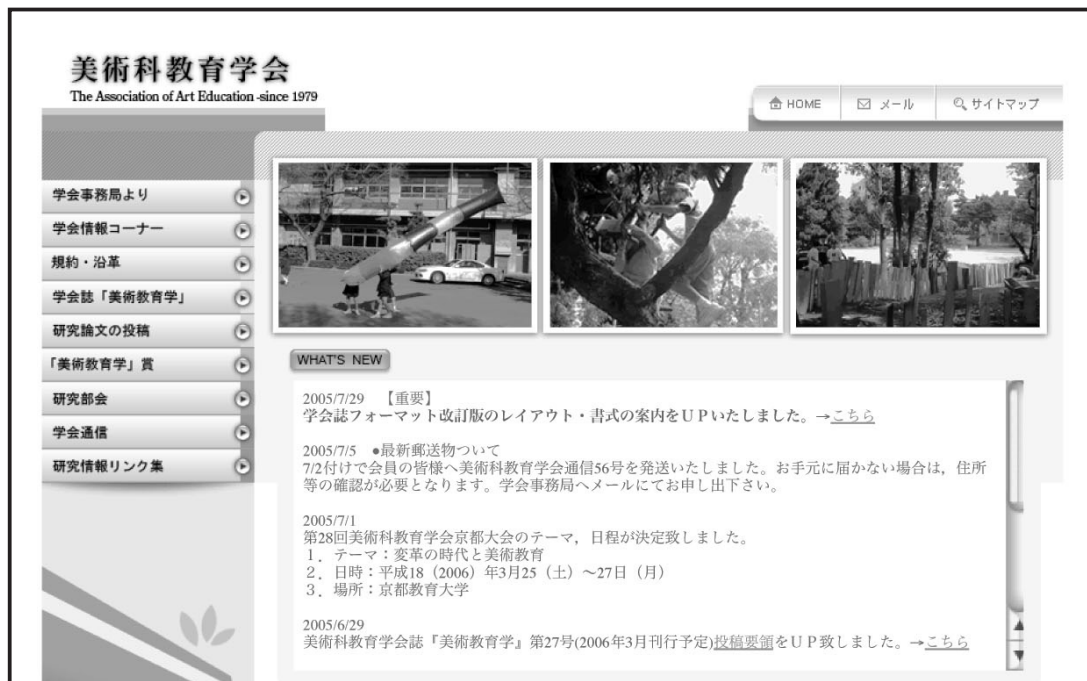 美術科教育学会
The Association of Art Education -since 1979
HOME
メール
サイトマップ
学会事務局より
学会情報コーナー
規約・沿革
学会誌「美術教育学」
研究論文の投稿
「美術教育学」賞
研究部会
学会通信
研究情報リンク集
WHAT'S NEW
2005/7/29 【重要】
学会誌フォーマット改訂版のレイアウト・書式の案内をＵＰいたしました。→こちら
2005/7/5 ●最新郵送物ついて
7/2付けで会員の皆様へ美術科教育学会通信56号を発送いたしました。お手元に届かない場合は，住所
等の確認が必要となります。学会事務局へメールにてお申し出下さい。
2005/7/1
第28回美術科教育学会京都大会のテーマ，日程が決定致しました。
１．テーマ：変革の時代と美術教育
２．日時：平成18（2006）年3月25（土）～27日（月）
３．場所：京都教育大学
2005/6/29
美術科教育学会誌『美術教育学』第27号(2006年3月刊行予定)投稿要領をＵＰ致しました。→こちら